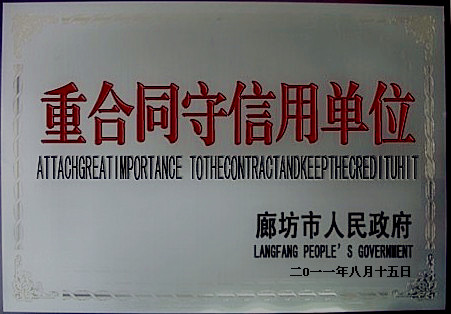 重合同守信用单位
ATTACHGREATIMPORTANCE TOTHECONTRACTANDKEEPTHECREDITUHIT
廊坊市人民政府
LANGFANG PEOPLE'S GOVERNMENT
二0一一年八月十五日